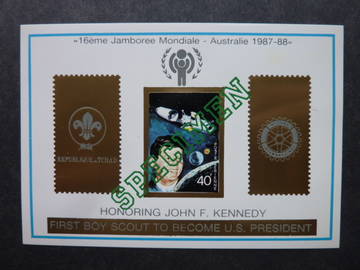 «16ème Jamboree Mondiale - Australie 1987-88»
SPECIMEN
REPUBLIQUE DU TCHAD
40
HONORING JOHN F. KENNEDY
FIRST BOY SCOUT TO BECOME U.S. PRESIDENT